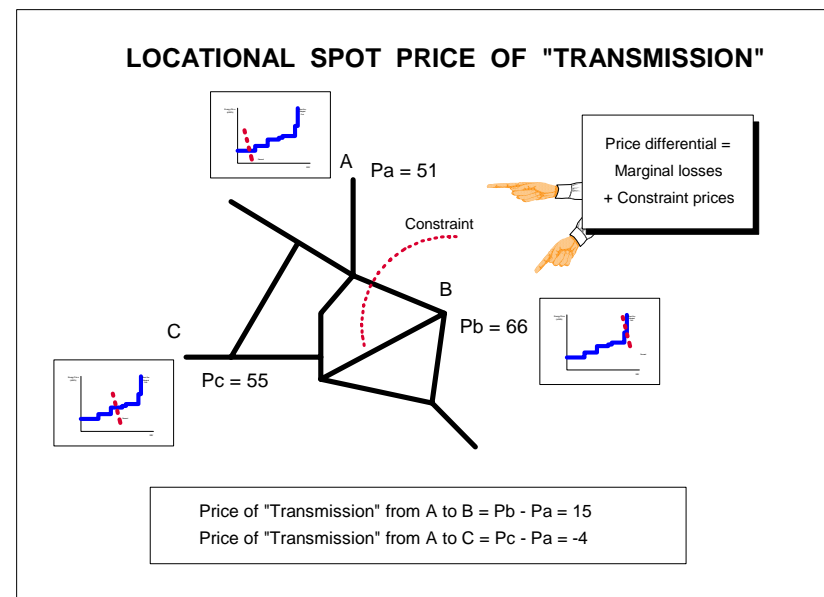 LOCATIONAL SPOT PRICE OF "TRANSMISSION"
A
Pa = 51
Price differential =
Marginal losses
+ Constraint prices
Constraint
B
Pb = 66
C
Pc = 55
Price of "Transmission" from A to B = Pb - Pa = 15
Price of "Transmission" from A to C = Pc - Pa = -4